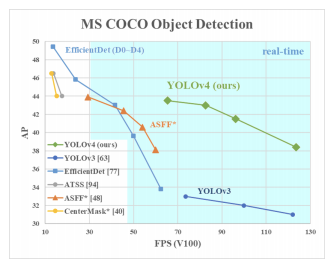 MS COCO Object Detection
50
48
46
44
42
40
38
36
34
32
30
AP
EfficientDet (D0~D4)
real-time
YOLOv4 (ours)
ASFF*
YOLOv3
YOLOv4 (ours)
YOLOv3 [63]
EfficientDet [77]
ATSS [94]
ASFF* [48]
CenterMask* [40]
10 30 50 70 90 110 130
FPS (V100)